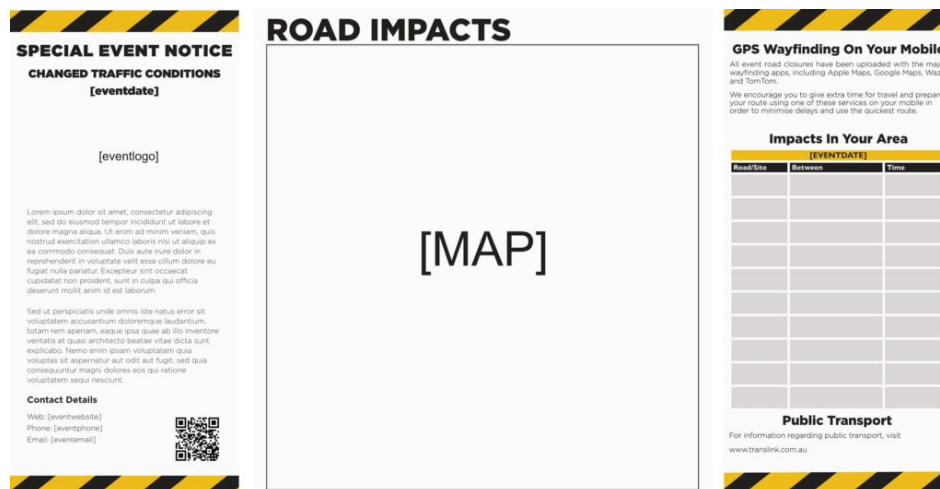 SPECIAL EVENT NOTICE
CHANGED TRAFFIC CONDITIONS
[eventdate]
[eventlogo]
Lorem ipsum dolor sit amet, consectetur adipiscing
elit, sed do eiusmod tempor incididunt ut labore et
dolore magna aliqua. Ut enim ad minim veniam, quis
nostrud exercitation ullamco laboris nisi ut aliquip ex
ea commodo consequat. Duis aute irure dolor in
reprehenderit in voluptate velit esse cillum dolore eu
fugiat nulla pariatur. Excepteur sint occaecat
cupidatat non proident, sunt in culpa qui officia
deserunt mollit anim id est laborum
Sed ut perspiciatis unde omnis iste natus error sit
voluptatem accusantium doloremque laudantium,
totam rem aperiam, eaque ipsa quae ab illo inventore
veritatis et quasi architecto beatae vitae dicta sunt
explicabo. Nemo enim ipsam voluptatem quia
voluptas sit aspernatur aut odit aut fugit, sed quia
consequuntur magni dolores eos qui ratione
voluptatem sequi nesciunt.
Contact Details
Web: [eventwebsite]
Phone: [eventphone]
Email: [eventemail]
ROAD IMPACTS
[MAP]
GPS Wayfinding On Your Mobile
All event road closures have been uploaded with the maj
wayfinding apps, including Apple Maps, Google Maps, Waz
and TomTom.
We encourage you to give extra time for travel and prepare
your route using one of these services on your mobile in
order to minimise delays and use the quickest route.
Impacts In Your Area
[EVENTDATE]
Road/Site Between Time
Public Transport
For information regarding public transport, visit
www.translink.com.au